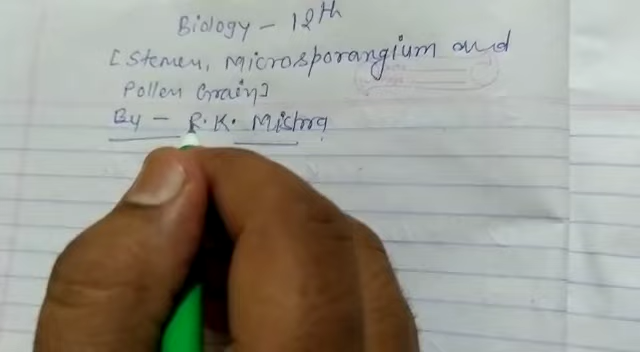 Biology - 12th
[Stemen, Microsporangium and
Pollen Grain]
By - R.K. Mishra